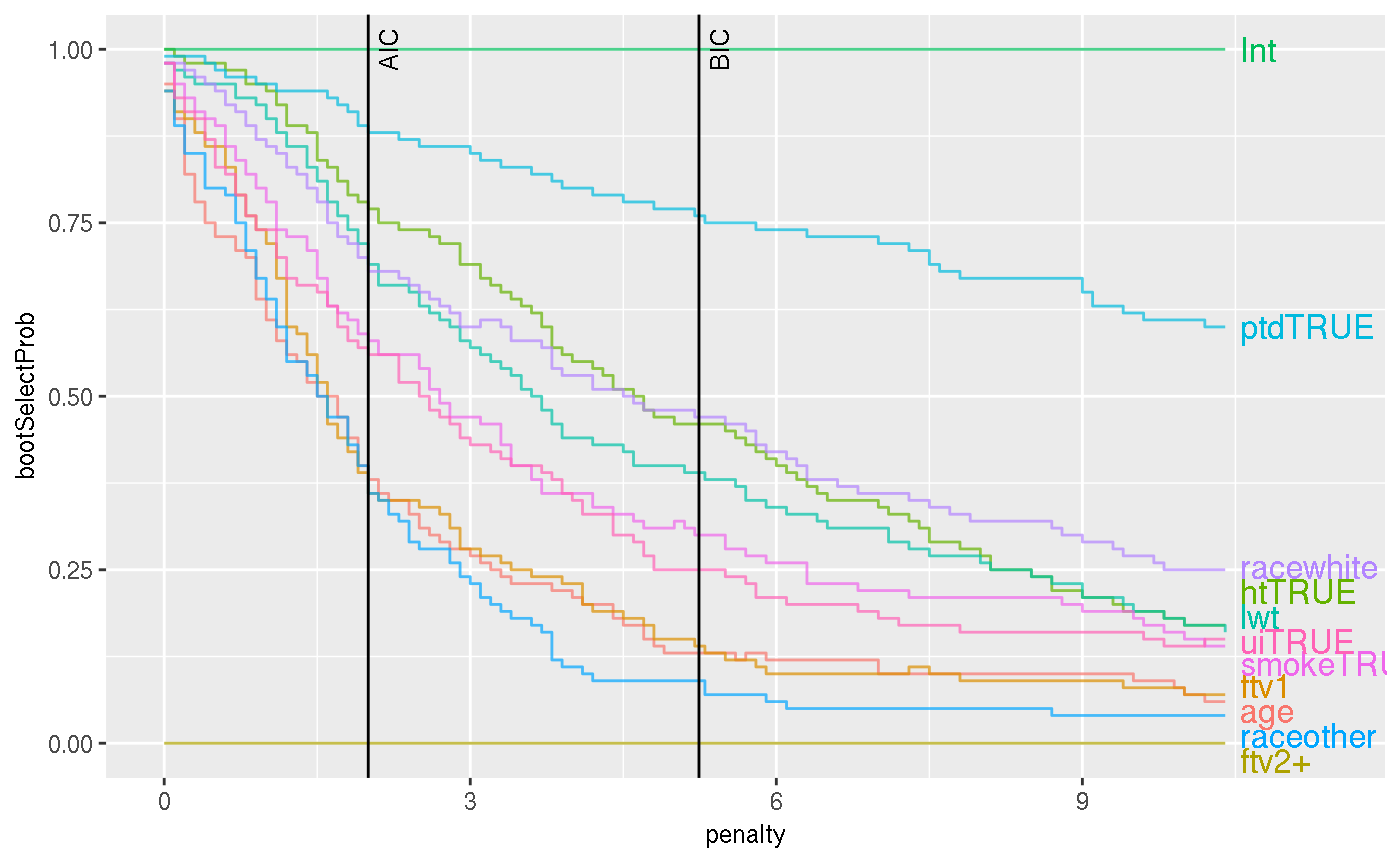 AIC
BIC
1.00
0.75
0.50
0.25
0.00
bootSelectProb
Int
ptdTRUE
racewhite
htTRUE
lwt
uiTRUE
smokeTRU
ftv1
age
raceother
ftv2+
0
3
6
9
penalty